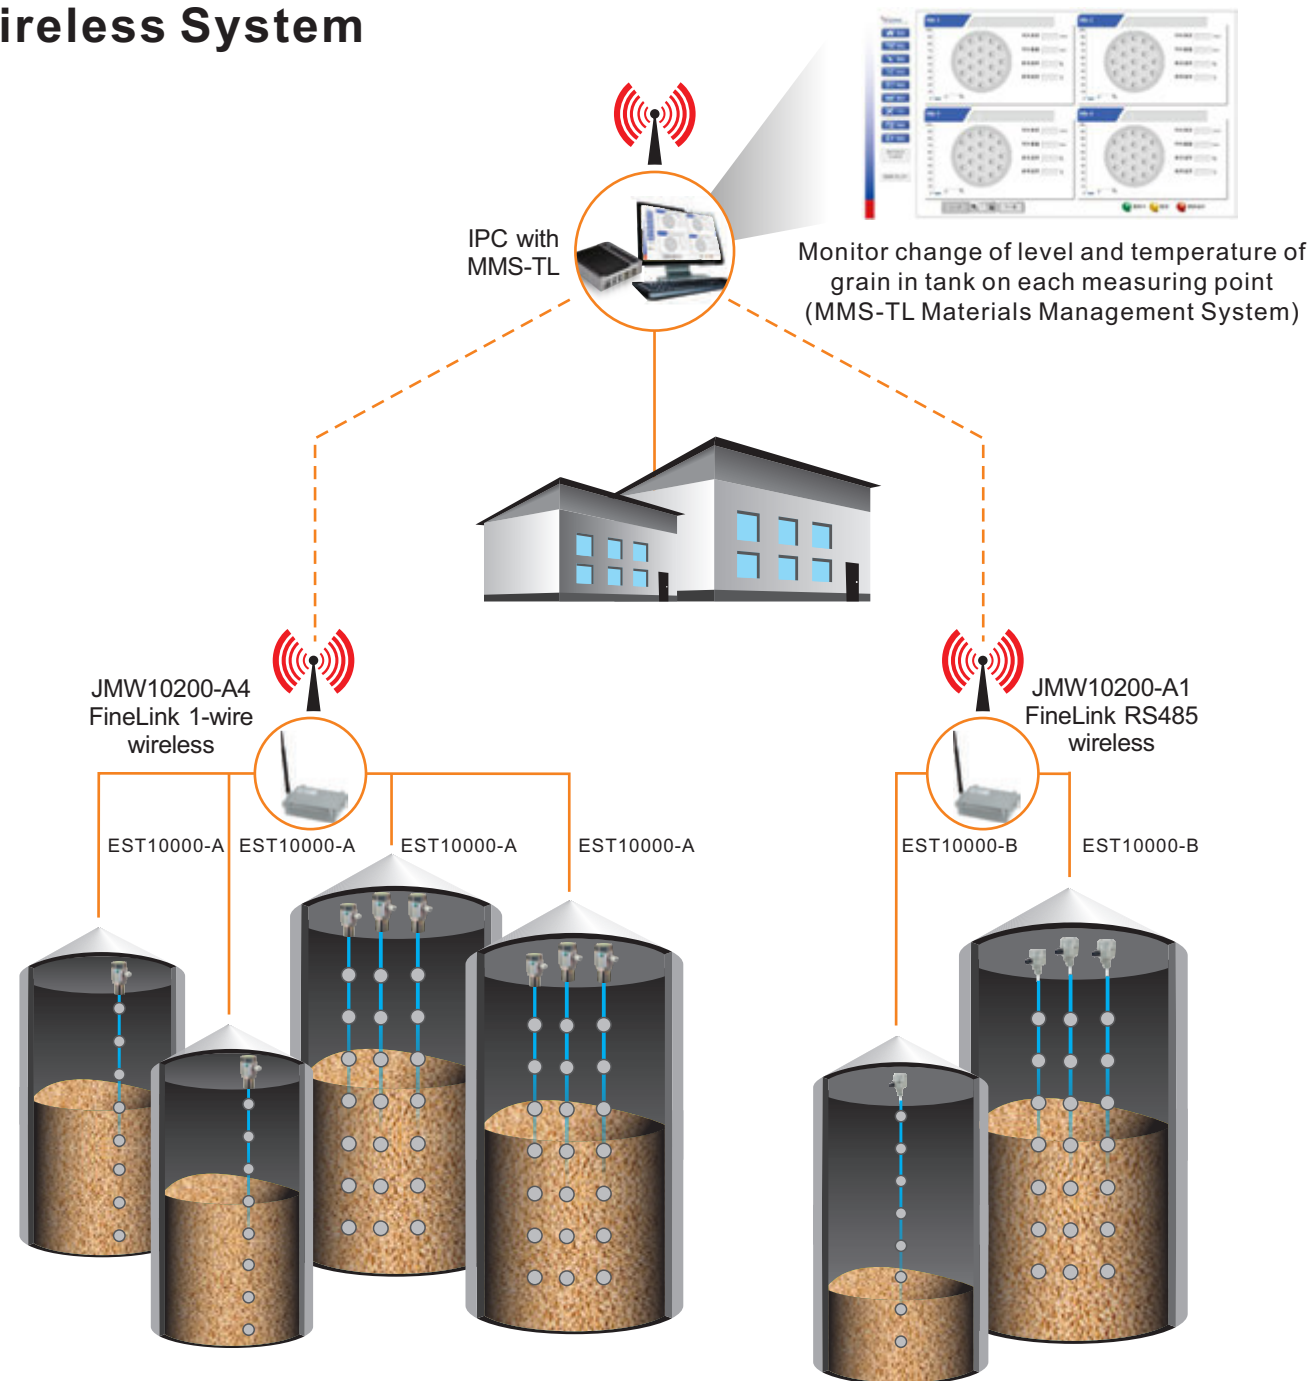 ireless System
IPC with
MMS-TL
Monitor change of level and temperature of
grain in tank on each measuring point
(MMS-TL Materials Management System)
JMW10200-A4
FineLink 1-wire
wireless
JMW10200-A1
FineLink RS485
wireless
EST10000-A
EST10000-A
EST10000-A
EST10000-A
EST10000-B
EST10000-B